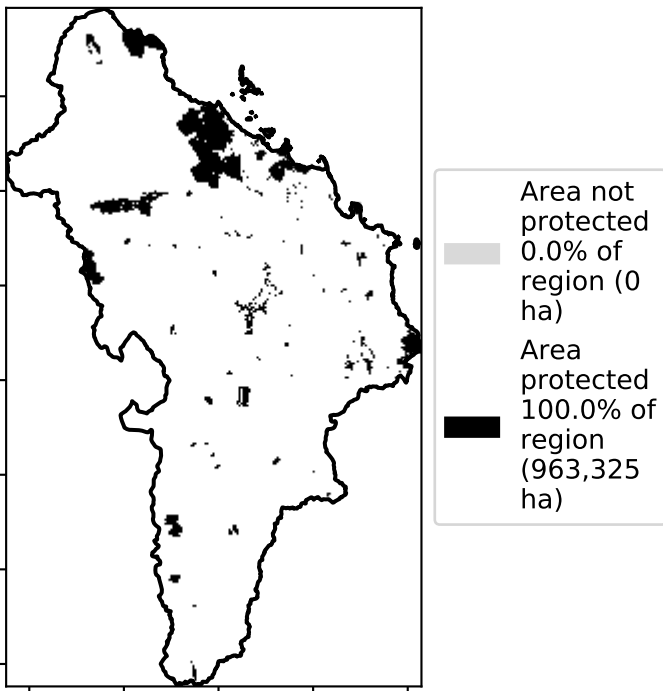 Area not
protected
0.0% of
region (0
ha)
Area
protected
100.0% of
region
(963,325
ha)